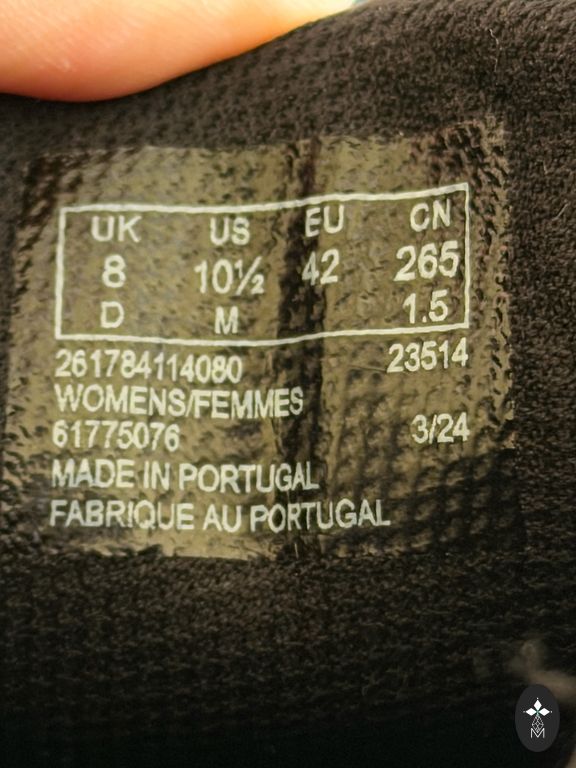 UK US EU CN
8 10½ 42 265
D M 1.5
261784114080 23514
WOMENS/FEMMES
61775076 3/24
MADE IN PORTUGAL
FABRIQUE AU PORTUGAL
M